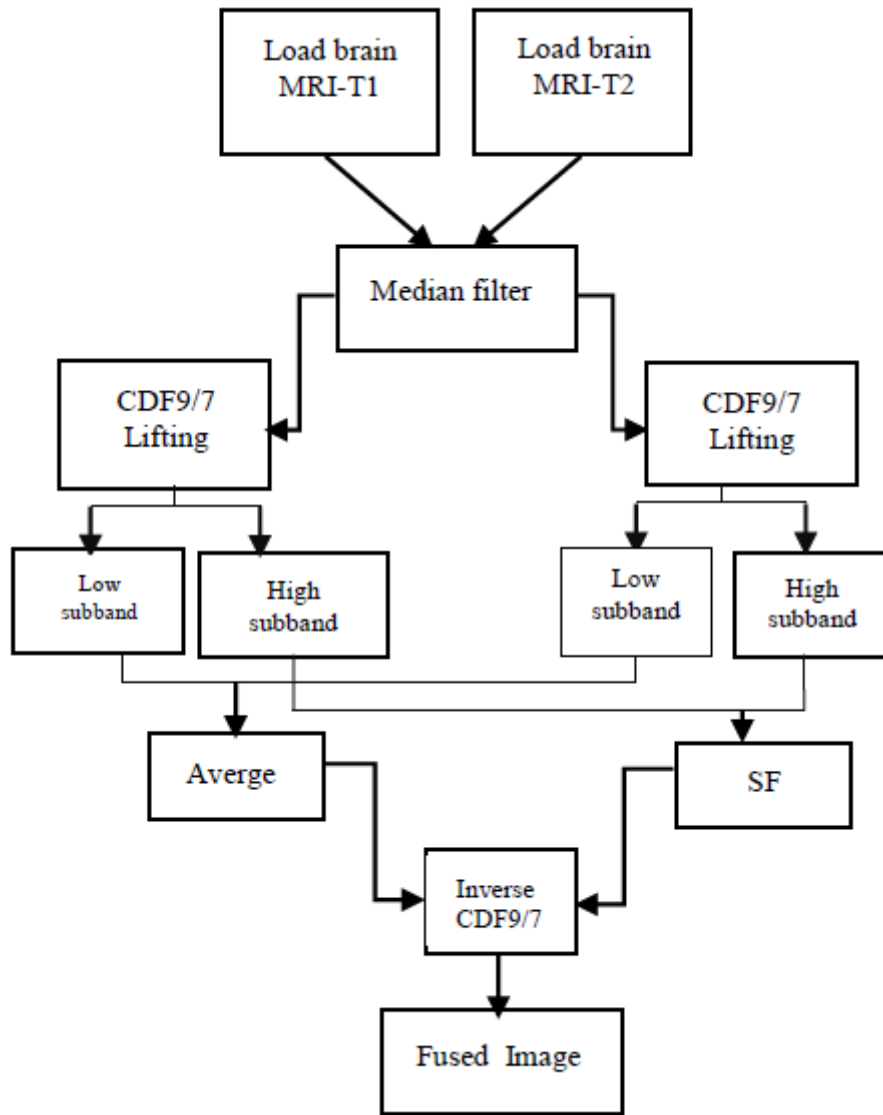 Load brain
MRI-T1
Load brain
MRI-T2
Median filter
CDF9/7
Lifting
CDF9/7
Lifting
Low
subband
High
subband
Low
subband
High
subband
Averge
SF
Inverse
CDF9/7
Fused Image